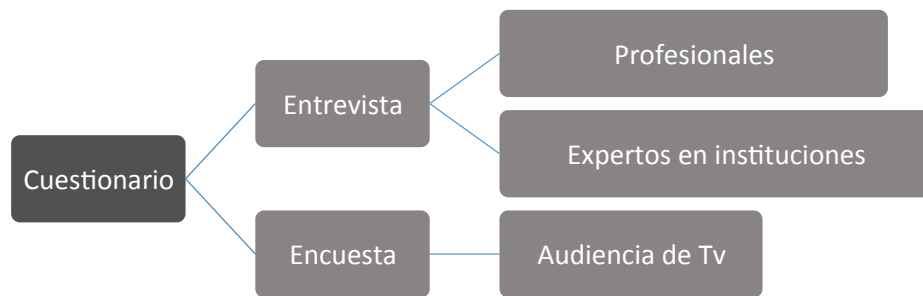 Profesionales
Entrevista
Expertos en instituciones
Cuestionario
Encuesta
Audiencia de Tv